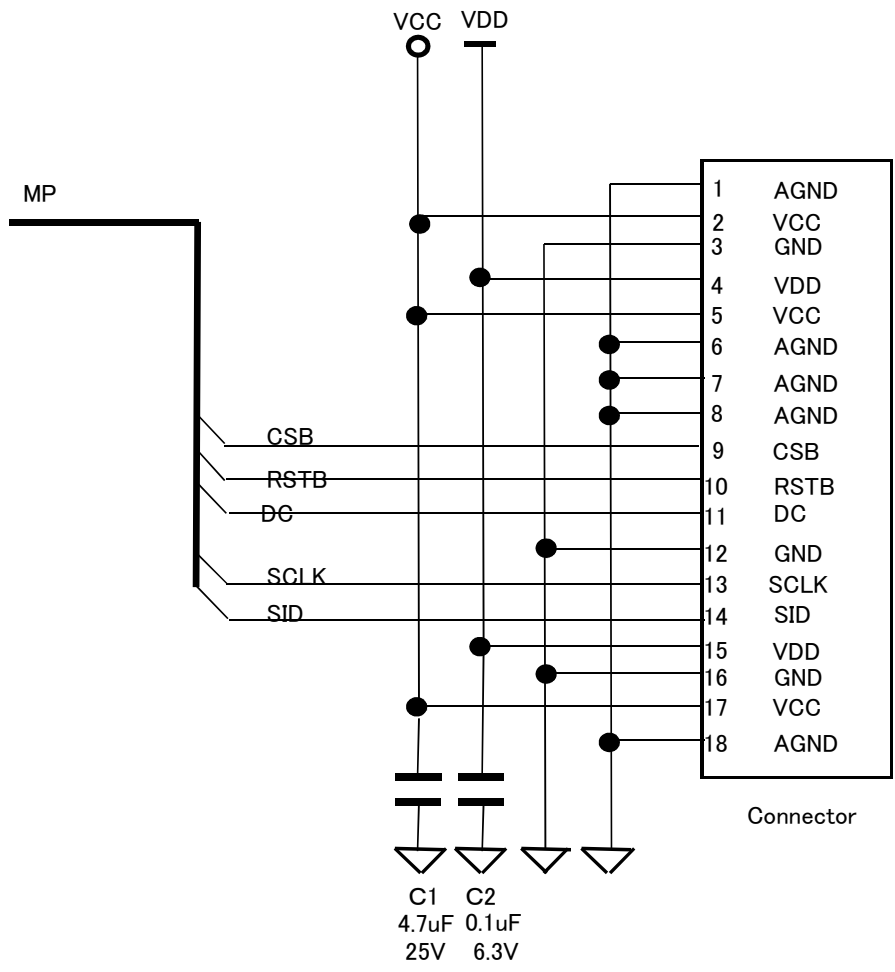 VCC VDD
MP
1 AGND
2 VCC
3 GND
4 VDD
5 VCC
6 AGND
7 AGND
8 AGND
CSB 9 CSB
RSTB 10 RSTB
DC 11 DC
12 GND
SCLK 13 SCLK
SID 14 SID
15 VDD
16 GND
17 VCC
18 AGND
Connector
C1 C2
4.7uF 0.1uF
25V 6.3V